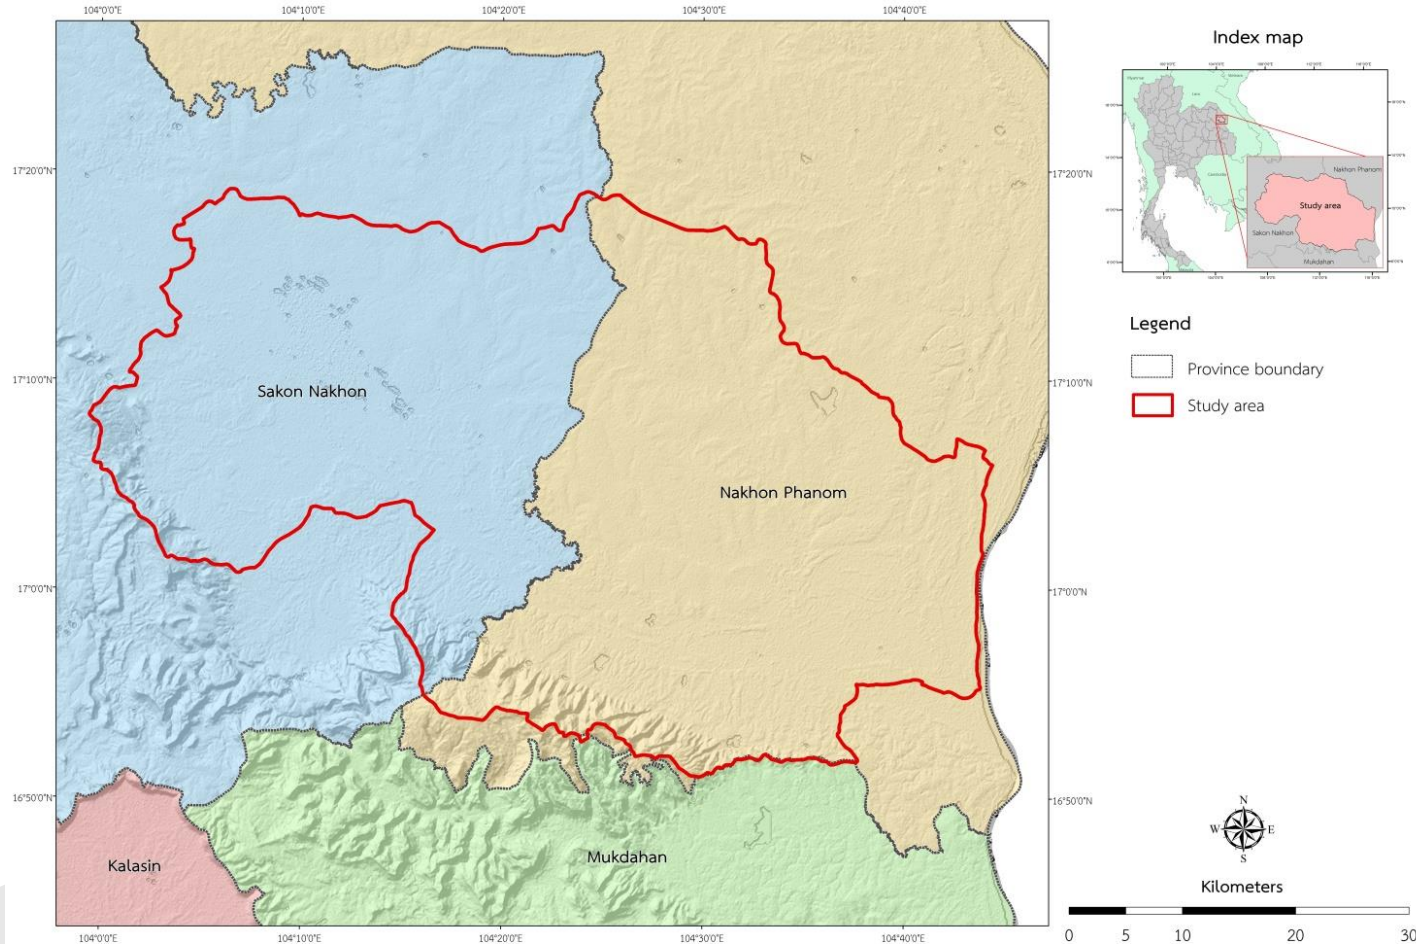 104°0'0"E 104°10'0"E 104°20'0"E 104°30'0"E 104°40'0"E
Index map
Nakhon Phanom
Study area
Sakon Nakhon
Mukdahan
17°20'0"N 17°20'0"N
Legend
Province boundary
Study area
17°10'0"N 17°10'0"N
Sakon Nakhon
Nakhon Phanom
17°0'0"N 17°0'0"N
16°50'0"N 16°50'0"N
N
W E
S
Mukdahan
Kalasin
Kilometers
0 5 10 20 30
104°0'0"E 104°10'0"E 104°20'0"E 104°30'0"E 104°40'0"E